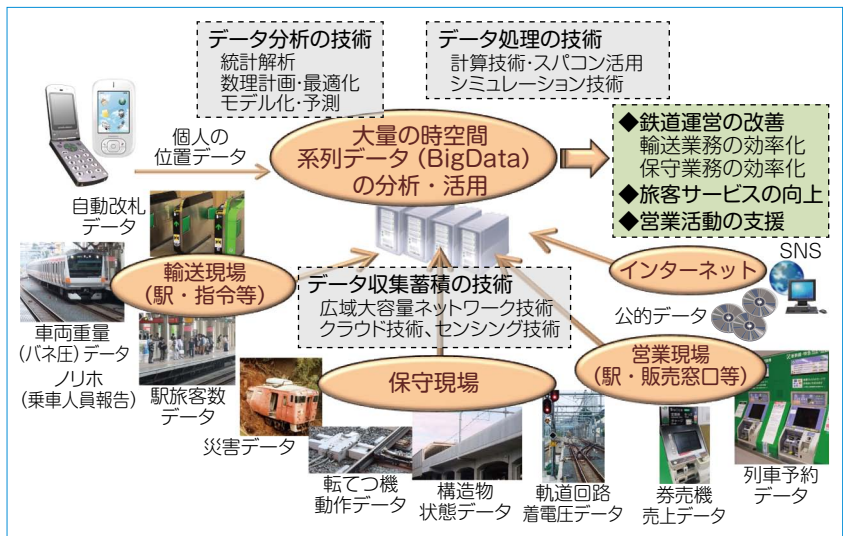 データ分析の技術
統計解析
数理計画・最適化
モデル化・予測
データ処理の技術
計算技術・スパコン活用
シミュレーション技術
個人の
位置データ
大量の時空間
系列データ(BigData)
の分析・活用
◆鉄道運営の改善
輸送業務の効率化
保守業務の効率化
◆旅客サービスの向上
◆営業活動の支援
自動改札
データ
輸送現場
(駅・指令等)
データ収集蓄積の技術
広域大容量ネットワーク技術
クラウド技術、センシング技術
インターネット
SNS
公的データ
車両重量
(バネ圧)データ
ノリホ
(乗車人員報告)
駅旅客数
データ
災害データ
保守現場
営業現場
(駅・販売窓口等)
転てつ機
動作データ
構造物
状態データ
軌道回路
着電圧データ
券売機
売上データ
列車予約
データ